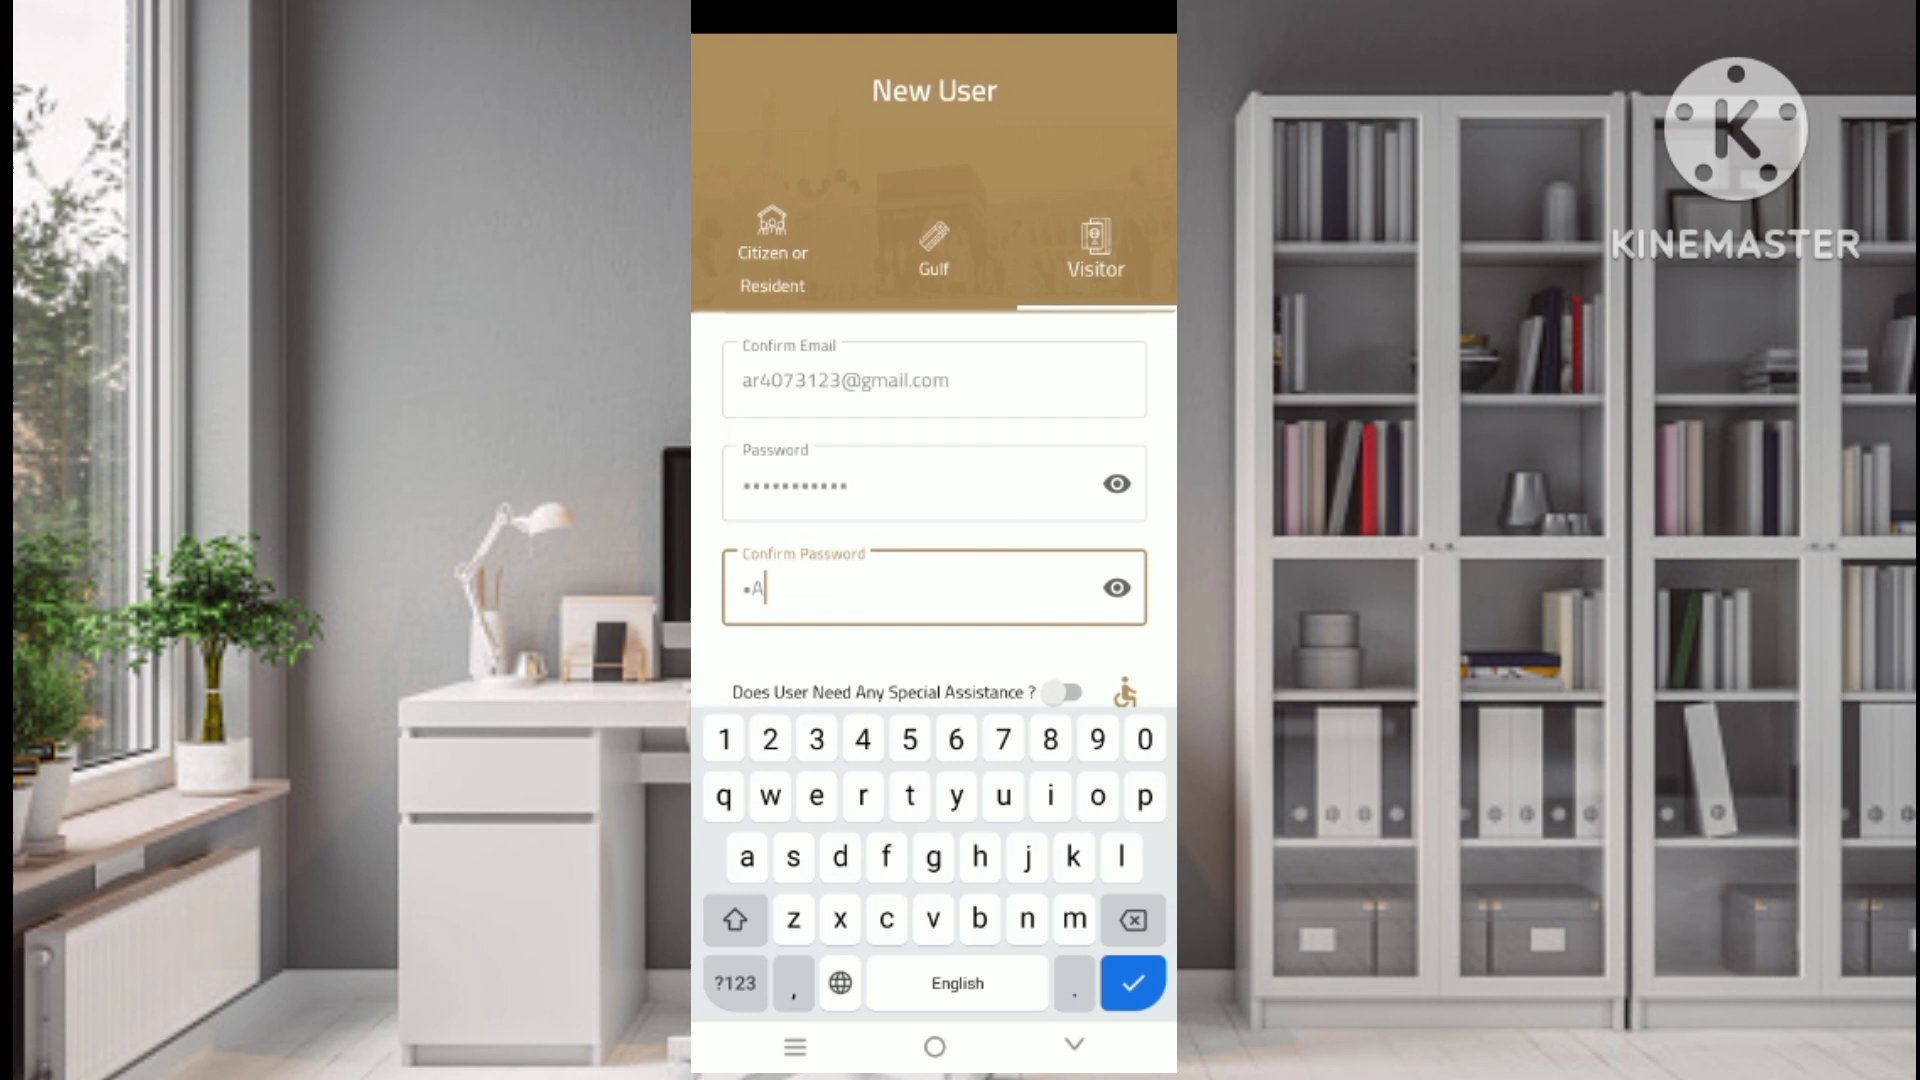 New User
Citizen or
Resident
Gulf
Visitor
K
KINEMASTER
Confirm Email
ar4073123@gmail.com
Password
•••••••••••
Confirm Password
•A
Does User Need Any Special Assistance ?
1 2 3 4 5 6 7 8 9 0
q w e r t y u i o p
a s d f g h j k l
z x c v b n m
?123 , English .